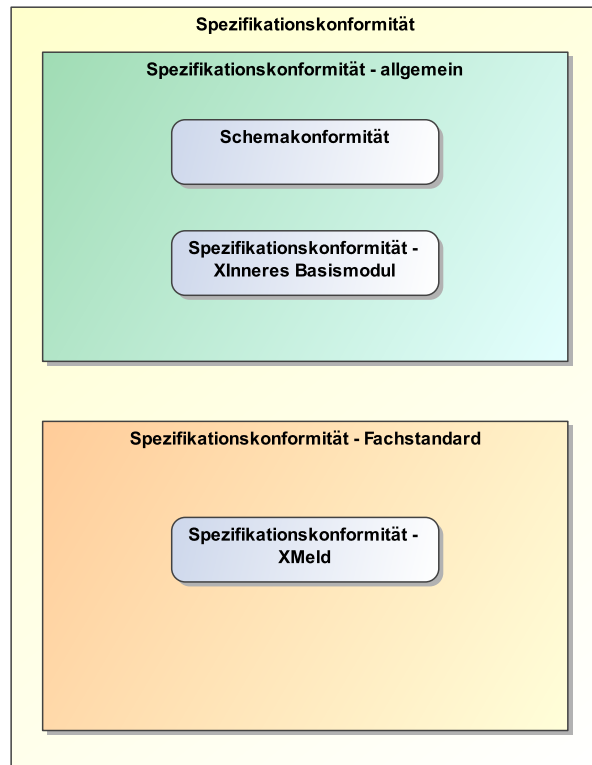 Spezifikationskonformität
Spezifikationskonformität - allgemein
Schemakonformität
Spezifikationskonformität -
XInneres Basismodul
Spezifikationskonformität - Fachstandard
Spezifikationskonformität -
XMeld